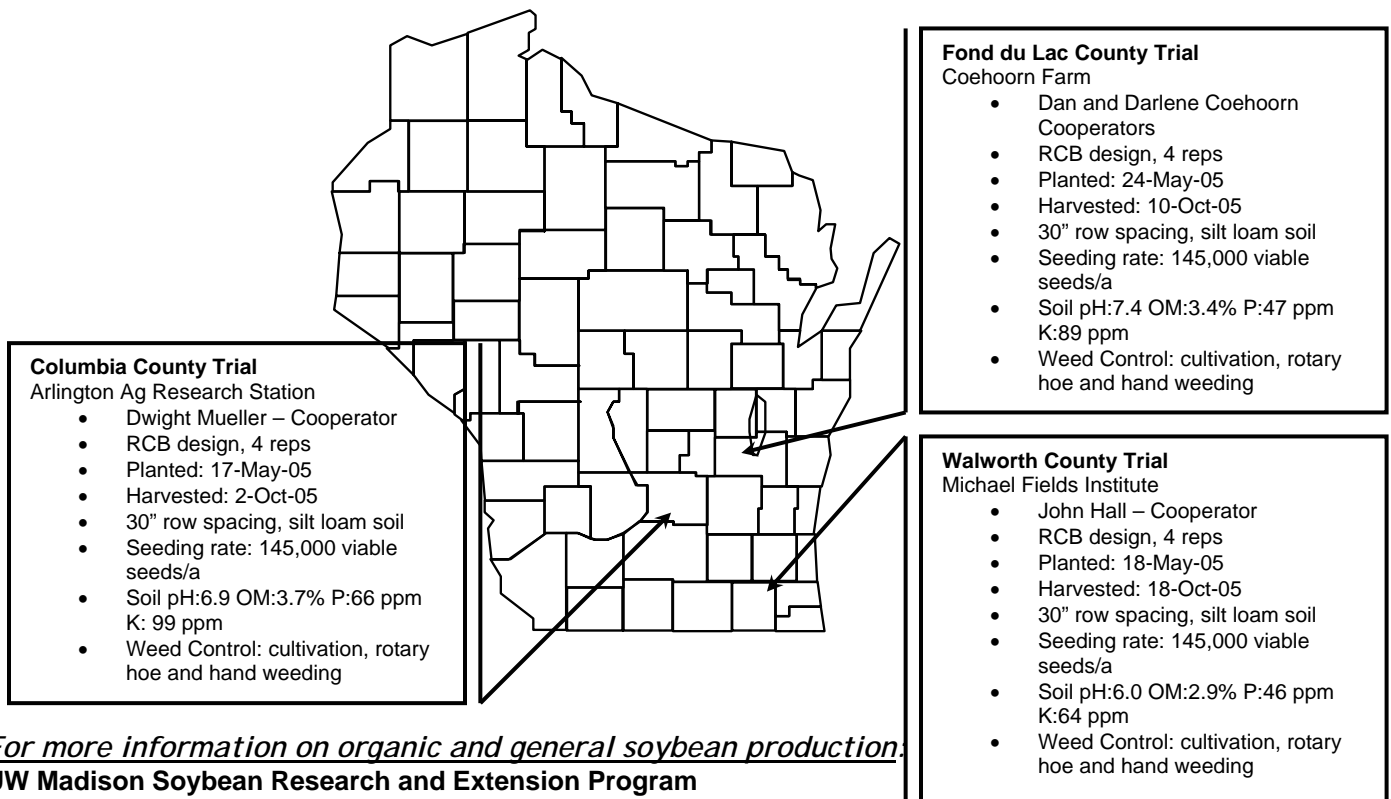 Fond du Lac County Trial
Coehoorn Farm
• Dan and Darlene Coehoorn
Cooperators
• RCB design, 4 reps
• Planted: 24-May-05
• Harvested: 10-Oct-05
• 30” row spacing, silt loam soil
• Seeding rate: 145,000 viable
seeds/a
• Soil pH:7.4 OM:3.4% P:47 ppm
K:89 ppm
• Weed Control: cultivation, rotary
hoe and hand weeding
Columbia County Trial
Arlington Ag Research Station
• Dwight Mueller – Cooperator
• RCB design, 4 reps
• Planted: 17-May-05
• Harvested: 2-Oct-05
• 30” row spacing, silt loam soil
• Seeding rate: 145,000 viable
seeds/a
• Soil pH:6.9 OM:3.7% P:66 ppm
K: 99 ppm
• Weed Control: cultivation, rotary
hoe and hand weeding
Walworth County Trial
Michael Fields Institute
• John Hall – Cooperator
• RCB design, 4 reps
• Planted: 18-May-05
• Harvested: 18-Oct-05
• 30” row spacing, silt loam soil
• Seeding rate: 145,000 viable
seeds/a
• Soil pH:6.0 OM:2.9% P:46 ppm
K:64 ppm
• Weed Control: cultivation, rotary
hoe and hand weeding
For more information on organic and general soybean production:
UW Madison Soybean Research and Extension Program